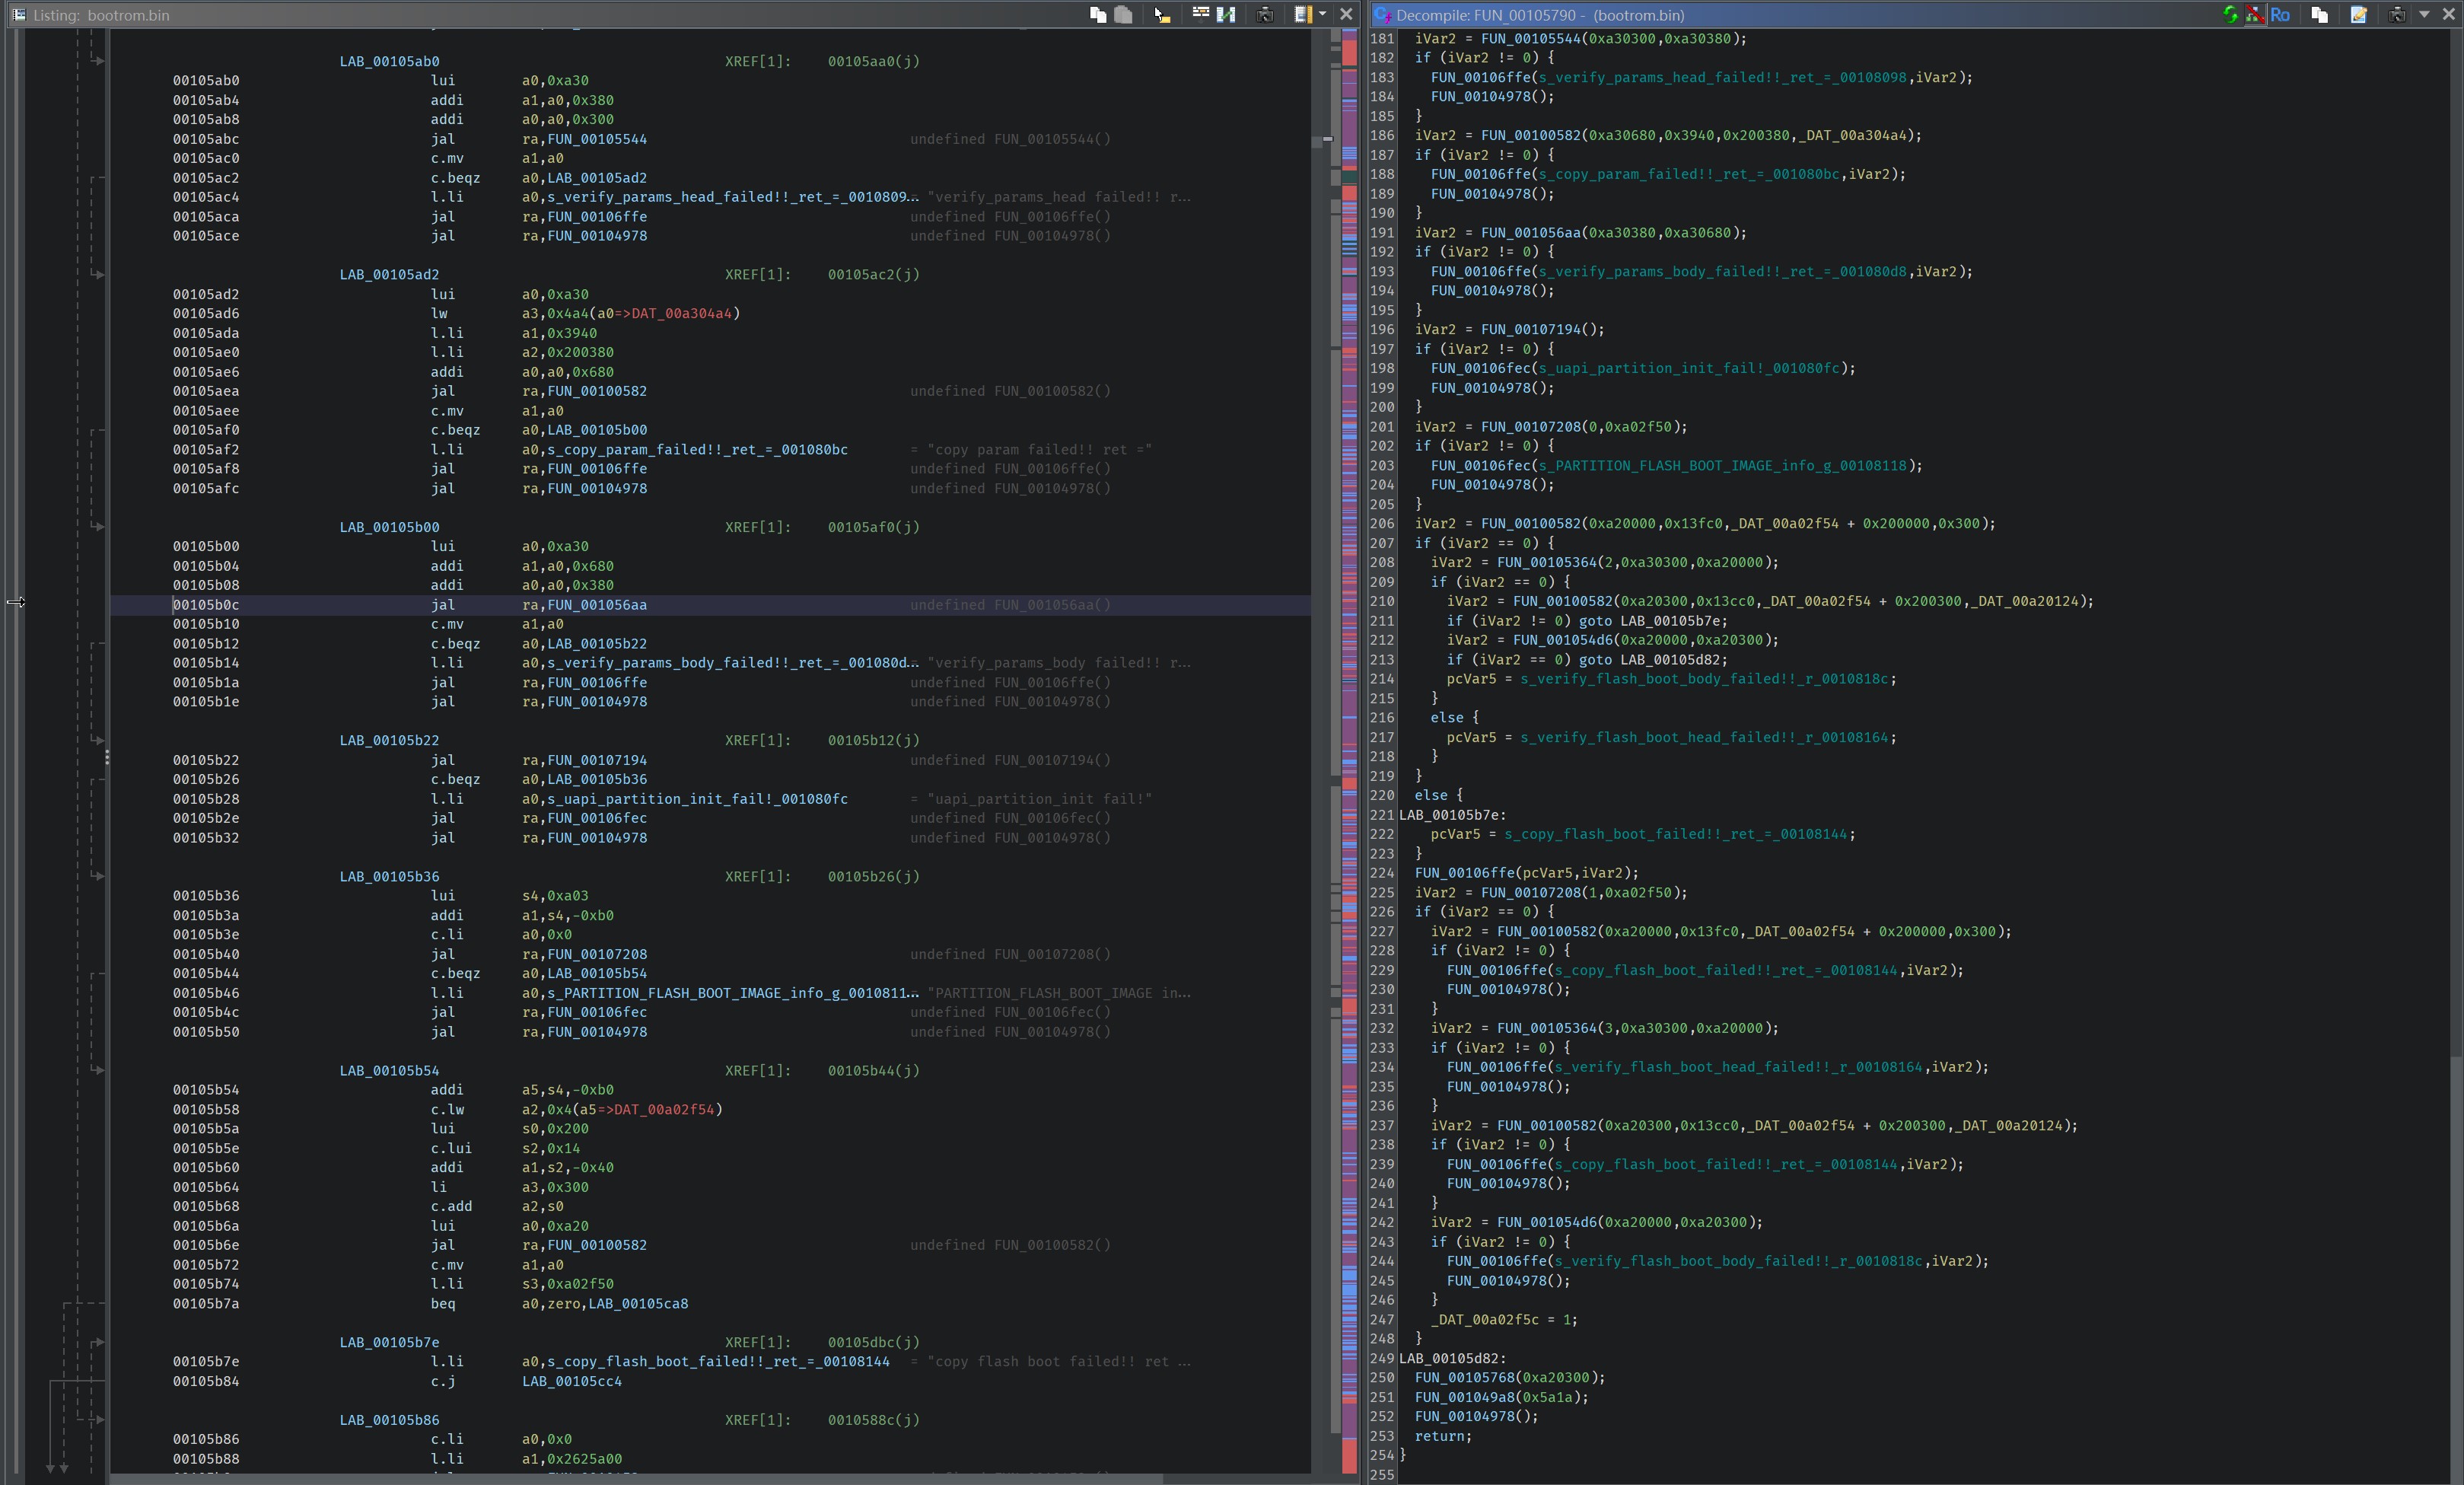 Listing: bootrom.bin
LAB_00105ab0 XREF[1]: 00105aa0(j)
00105ab0 lui a0,0xa30
00105ab4 addi a1,a0,0x380
00105ab8 addi a0,a0,0x300
00105abc jal ra,FUN_00105544 undefined FUN_00105544()
00105ac0 c.mv a1,a0
00105ac2 c.beqz a0,LAB_00105ad2
00105ac4 l.li a0,s_verify_params_head_failed!!_ret_=_0010809… = "verify_params_head failed!! r...
00105aca jal ra,FUN_00106ffe undefined FUN_00106ffe()
00105ace jal ra,FUN_00104978 undefined FUN_00104978()
LAB_00105ad2 XREF[1]: 00105ac2(j)
00105ad2 lui a0,0xa30
00105ad6 lw a3,0x4a4(a0=>DAT_00a304a4)
00105ada l.li a1,0x3940
00105ae0 l.li a2,0x200380
00105ae6 addi a0,a0,0x680
00105aea jal ra,FUN_00100582 undefined FUN_00100582()
00105aee c.mv a1,a0
00105af0 c.beqz a0,LAB_00105b00
00105af2 l.li a0,s_copy_param_failed!!_ret_=_001080bc = "copy param failed!! ret ="
00105af8 jal ra,FUN_00106ffe undefined FUN_00106ffe()
00105afc jal ra,FUN_00104978 undefined FUN_00104978()
LAB_00105b00 XREF[1]: 00105af0(j)
00105b00 lui a0,0xa30
00105b04 addi a1,a0,0x680
00105b08 addi a0,a0,0x380
00105b0c jal ra,FUN_001056aa undefined FUN_001056aa()
00105b10 c.mv a1,a0
00105b12 c.beqz a0,LAB_00105b22
00105b14 l.li a0,s_verify_params_body_failed!!_ret_=_001080d… "verify_params_body failed!! r...
00105b1a jal ra,FUN_00106ffe undefined FUN_00106ffe()
00105b1e jal ra,FUN_00104978 undefined FUN_00104978()
LAB_00105b22 XREF[1]: 00105b12(j)
00105b22 jal ra,FUN_00107194 undefined FUN_00107194()
00105b26 c.beqz a0,LAB_00105b36
00105b28 l.li a0,s_uapi_partition_init_fail!_001080fc = "uapi_partition_init fail!"
00105b2e jal ra,FUN_00106fec undefined FUN_00106fec()
00105b32 jal ra,FUN_00104978 undefined FUN_00104978()
LAB_00105b36 XREF[1]: 00105b26(j)
00105b36 lui s4,0xa03
00105b3a addi a1,s4,-0xb0
00105b3e c.li a0,0x0
00105b40 jal ra,FUN_00107208 undefined FUN_00107208()
00105b44 c.beqz a0,LAB_00105b54
00105b46 l.li a0,s_PARTITION_FLASH_BOOT_IMAGE_info_g_0010811… = "PARTITION_FLASH_BOOT_IMAGE in...
00105b4c jal ra,FUN_00106fec undefined FUN_00106fec()
00105b50 jal ra,FUN_00104978 undefined FUN_00104978()
LAB_00105b54 XREF[1]: 00105b44(j)
00105b54 addi a5,s4,-0xb0
00105b58 c.lw a2,0x4(a5=>DAT_00a02f54)
00105b5a lui s0,0x200
00105b5e c.lui s2,0x14
00105b60 addi a1,s2,-0x40
00105b64 li a3,0x300
00105b68 c.add a2,s0
00105b6a lui a0,0xa20
00105b6e jal ra,FUN_00100582 undefined FUN_00100582()
00105b72 c.mv a1,a0
00105b74 l.li s3,0xa02f50
00105b7a beq a0,zero,LAB_00105ca8
LAB_00105b7e XREF[1]: 00105dbc(j)
00105b7e l.li a0,s_copy_flash_boot_failed!!_ret_=_00108144 = "copy flash boot failed!! ret ...
00105b84 c.j LAB_00105cc4
LAB_00105b86 XREF[1]: 0010588c(j)
00105b86 c.li a0,0x0
00105b88 l.li a1,0x2625a00
Decompile: FUN_00105790 - (bootrom.bin)
Ro
181 iVar2 = FUN_00105544(0xa30300,0xa30380);
182 if (iVar2 != 0) {
183 FUN_00106ffe(s_verify_params_head_failed!!_ret_=_00108098,iVar2);
184 FUN_00104978();
185 }
186 iVar2 = FUN_00100582(0xa30680,0x3940,0x200380,_DAT_00a304a4);
187 if (iVar2 != 0) {
188 FUN_00106ffe(s_copy_param_failed!!_ret_=_001080bc,iVar2);
189 FUN_00104978();
190 }
191 iVar2 = FUN_001056aa(0xa30380,0xa30680);
192 if (iVar2 != 0) {
193 FUN_00106ffe(s_verify_params_body_failed!!_ret_=_001080d8,iVar2);
194 FUN_00104978();
195 }
196 iVar2 = FUN_00107194();
197 if (iVar2 != 0) {
198 FUN_00106fec(s_uapi_partition_init_fail!_001080fc);
199 FUN_00104978();
200 }
201 iVar2 = FUN_00107208(0,0xa02f50);
202 if (iVar2 != 0) {
203 FUN_00106fec(s_PARTITION_FLASH_BOOT_IMAGE_info_g_00108118);
204 FUN_00104978();
205 }
206 iVar2 = FUN_00100582(0xa20000,0x13fc0,_DAT_00a02f54 + 0x200000,0x300);
207 if (iVar2 == 0) {
208 iVar2 = FUN_00105364(2,0xa30300,0xa20000);
209 if (iVar2 == 0) {
210 iVar2 = FUN_00100582(0xa20300,0x13cc0,_DAT_00a02f54 + 0x200300,_DAT_00a20124);
211 if (iVar2 != 0) goto LAB_00105b7e;
212 iVar2 = FUN_001054d6(0xa20000,0xa20300);
213 if (iVar2 == 0) goto LAB_00105d82;
214 pcVar5 = s_verify_flash_boot_body_failed!!_r_0010818c;
215 }
216 else {
217 pcVar5 = s_verify_flash_boot_head_failed!!_r_00108164;
218 }
219 }
220 else {
221 LAB_00105b7e:
222 pcVar5 = s_copy_flash_boot_failed!!_ret_=_00108144;
223 }
224 FUN_00106ffe(pcVar5,iVar2);
225 iVar2 = FUN_00107208(1,0xa02f50);
226 if (iVar2 == 0) {
227 iVar2 = FUN_00100582(0xa20000,0x13fc0,_DAT_00a02f54 + 0x200000,0x300);
228 if (iVar2 != 0) {
229 FUN_00106ffe(s_copy_flash_boot_failed!!_ret_=_00108144,iVar2);
230 FUN_00104978();
231 }
232 iVar2 = FUN_00105364(3,0xa30300,0xa20000);
233 if (iVar2 != 0) {
234 FUN_00106ffe(s_verify_flash_boot_head_failed!!_r_00108164,iVar2);
235 FUN_00104978();
236 }
237 iVar2 = FUN_00100582(0xa20300,0x13cc0,_DAT_00a02f54 + 0x200300,_DAT_00a20124);
238 if (iVar2 != 0) {
239 FUN_00106ffe(s_copy_flash_boot_failed!!_ret_=_00108144,iVar2);
240 FUN_00104978();
241 }
242 iVar2 = FUN_001054d6(0xa20000,0xa20300);
243 if (iVar2 != 0) {
244 FUN_00106ffe(s_verify_flash_boot_body_failed!!_r_0010818c,iVar2);
245 FUN_00104978();
246 }
247 _DAT_00a02f5c = 1;
248 }
249 LAB_00105d82:
250 FUN_00105768(0xa20300);
251 FUN_001049a8(0x5a1a);
252 FUN_00104978();
253 return;
254 }
255